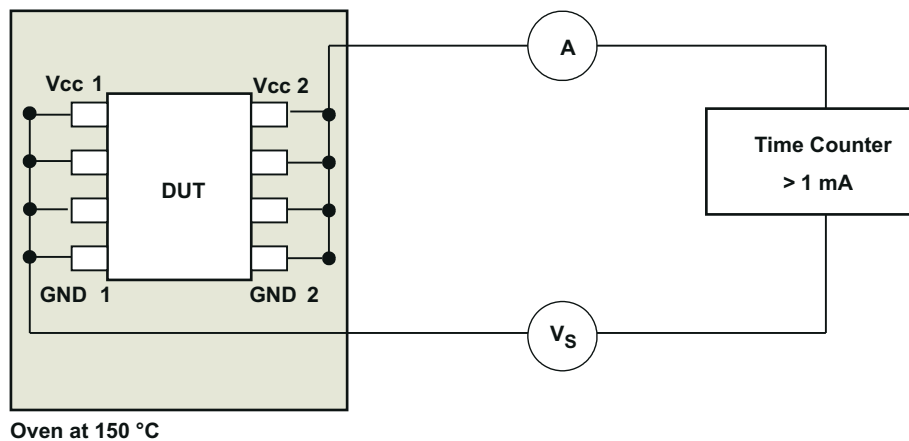 A
Vcc 1
Vcc 2
Time Counter
> 1 mA
DUT
GND 1
GND 2
VS
Oven at 150 °C